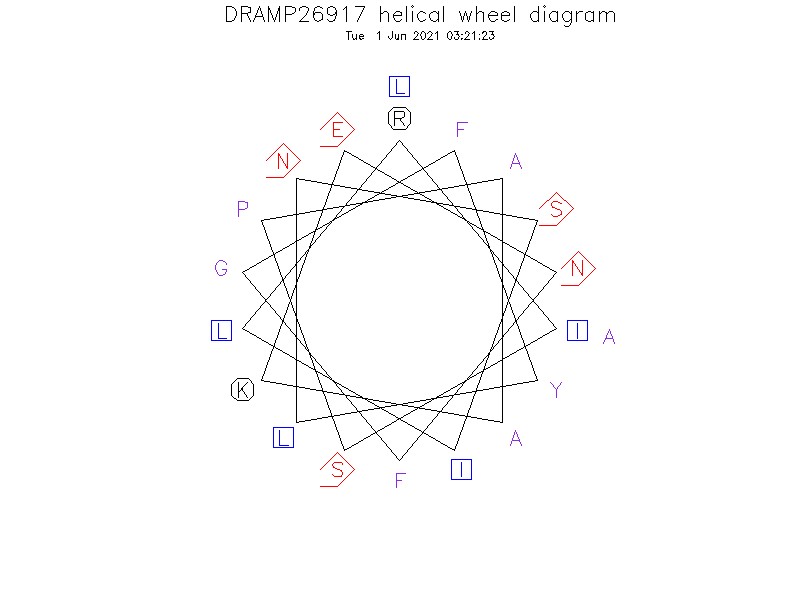 DRAMP26917 helical wheel diagram
Tue 1 Jun 2021 03:21:23
L
R
E F
N A
P S
G N
L I A
K Y
L A
S I
F